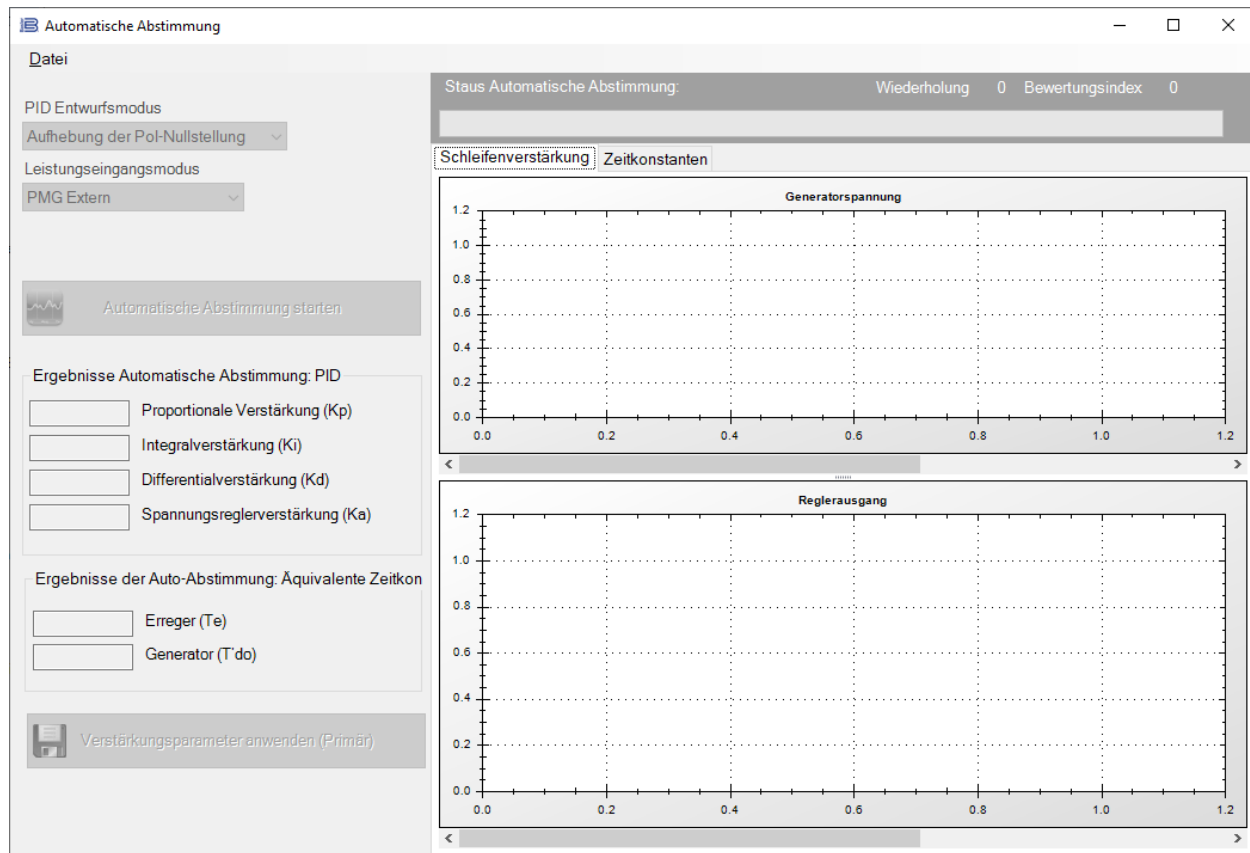 Automatische Abstimmung
Datei
PID Entwurfsmodus
Aufhebung der Pol-Nullstellung
Leistungseingangsmodus
PMG Extern
Automatische Abstimmung starten
Ergebnisse Automatische Abstimmung: PID
Proportionale Verstärkung (Kp)
Integralverstärkung (Ki)
Differentialverstärkung (Kd)
Spannungsreglerverstärkung (Ka)
Ergebnisse der Auto-Abstimmung: Äquivalente Zeitkon
Erreger (Te)
Generator (T'do)
Verstärkungsparameter anwenden (Primär)
Staus Automatische Abstimmung: Wiederholung 0 Bewertungsindex 0
Schleifenverstärkung Zeitkonstanten
Generatorspannung
1.2
1.0
0.8
0.6
0.4
0.2
0.0
0.0 0.2 0.4 0.6 0.8 1.0 1.2
Reglerausgang
1.2
1.0
0.8
0.6
0.4
0.2
0.0
0.0 0.2 0.4 0.6 0.8 1.0 1.2